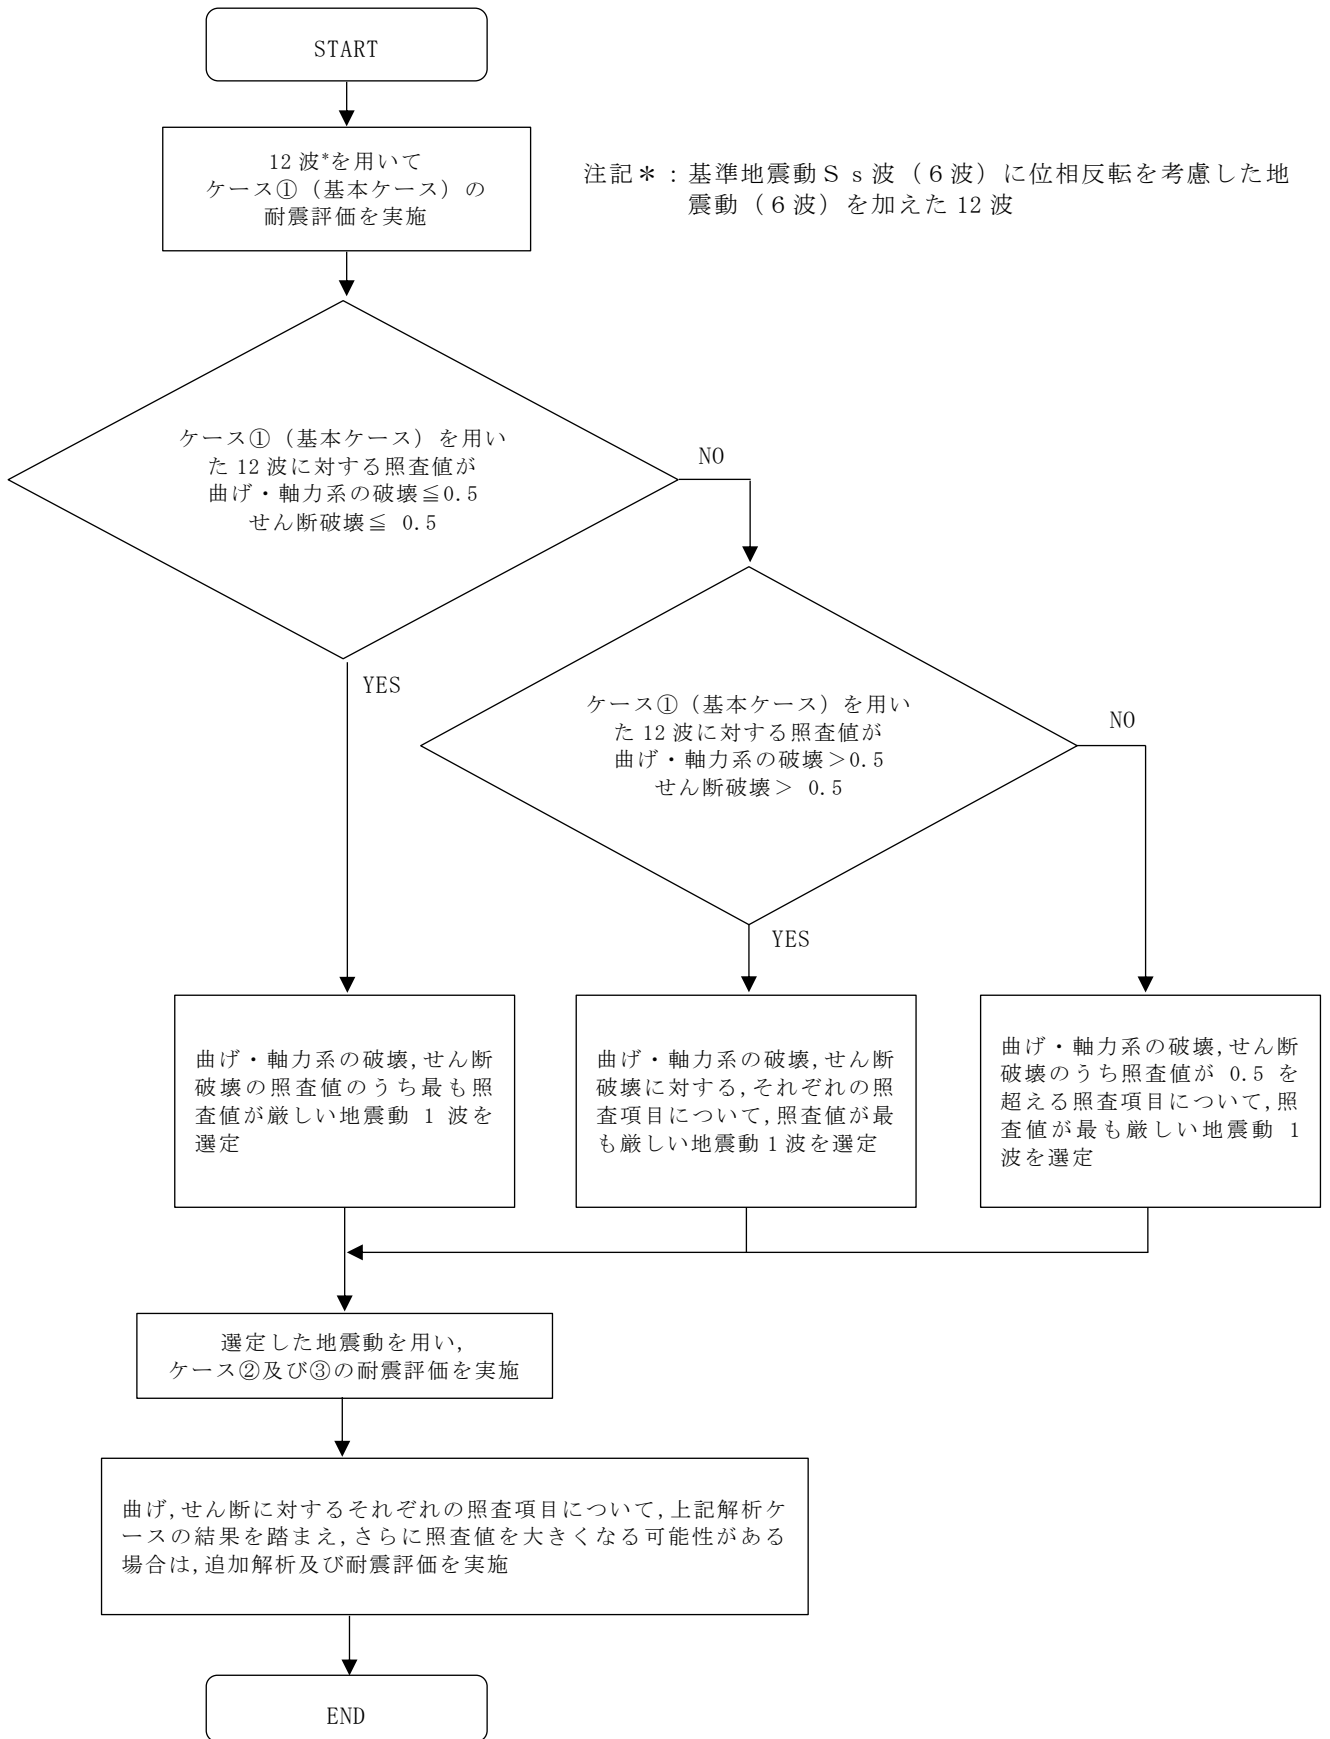 START
12 波*を用いて
ケース①（基本ケース）の
耐震評価を実施
注記＊：基準地震動Ｓｓ波（６波）に位相反転を考慮した地
震動（６波）を加えた 12 波
ケース①（基本ケース）を用い
た 12 波に対する照査値が
曲げ・軸力系の破壊≦0.5
せん断破壊≦ 0.5
NO
YES
ケース①（基本ケース）を用い
た 12 波に対する照査値が
曲げ・軸力系の破壊＞0.5
せん断破壊＞ 0.5
NO
YES
曲げ・軸力系の破壊,せん断
破壊の照査値のうち最も照
査値が厳しい地震動 1 波を
選定
曲げ・軸力系の破壊,せん断
破壊に対する,それぞれの照
査項目について,照査値が最
も厳しい地震動 1 波を選定
曲げ・軸力系の破壊,せん断
破壊のうち照査値が 0.5 を
超える照査項目について,照
査値が最も厳しい地震動 1
波を選定
選定した地震動を用い,
ケース②及び③の耐震評価を実施
曲げ,せん断に対するそれぞれの照査項目について,上記解析ケ
ースの結果を踏まえ,さらに照査値を大きくなる可能性がある
場合は,追加解析及び耐震評価を実施
END